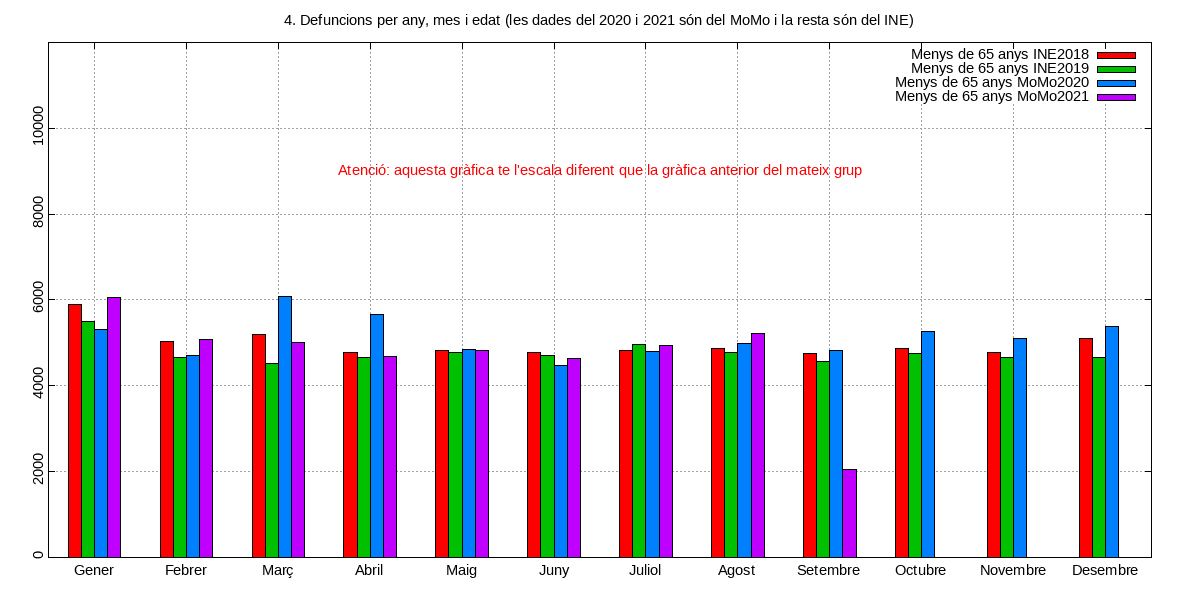 4. Defuncions per any, mes i edat (les dades del 2020 i 2021 són del MoMo i la resta són del INE)
Menys de 65 anys INE2018
Menys de 65 anys INE2019
Menys de 65 anys MoMo2020
Menys de 65 anys MoMo2021
10000
Atenció: aquesta gràfica te l'escala diferent que la gràfica anterior del mateix grup
8000
6000
4000
2000
0
Gener Febrer Març Abril Maig Juny Juliol Agost Setembre Octubre Novembre Desembre